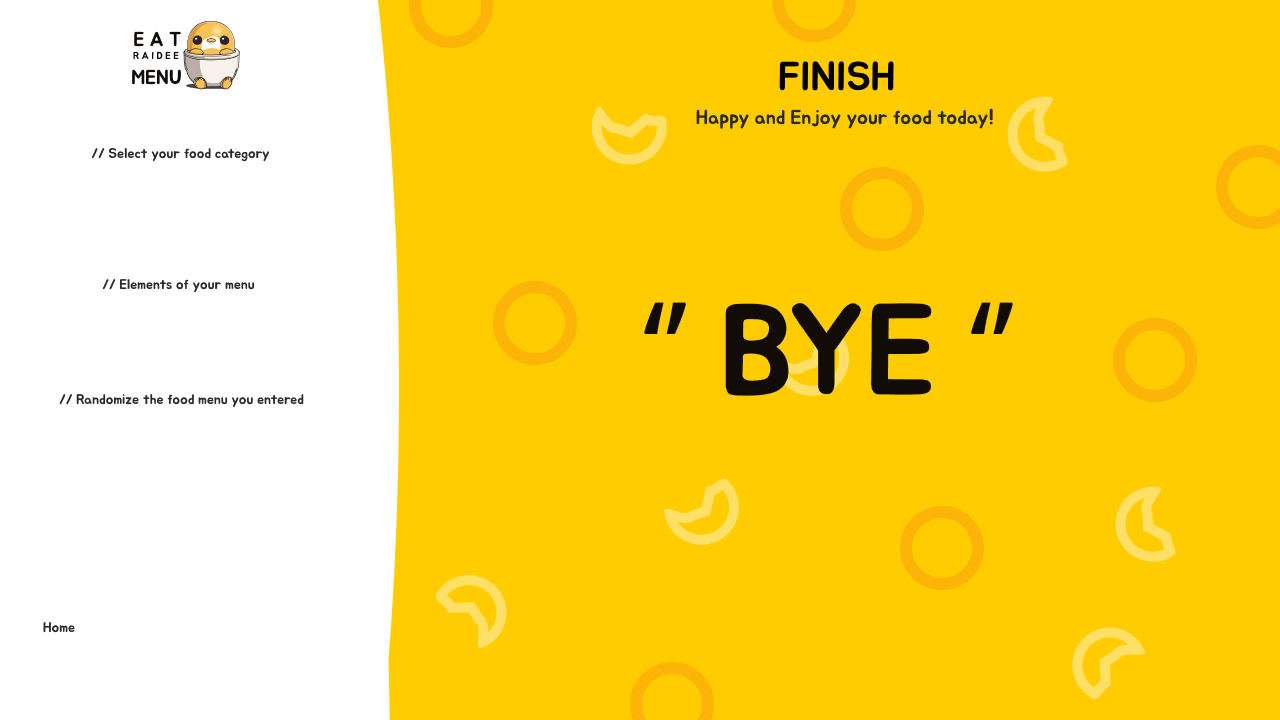 EAT
RAIDEE
MENU
// Select your food category
// Elements of your menu
// Randomize the food menu you entered
Home
FINISH
Happy and Enjoy your food today!
“ BYE “